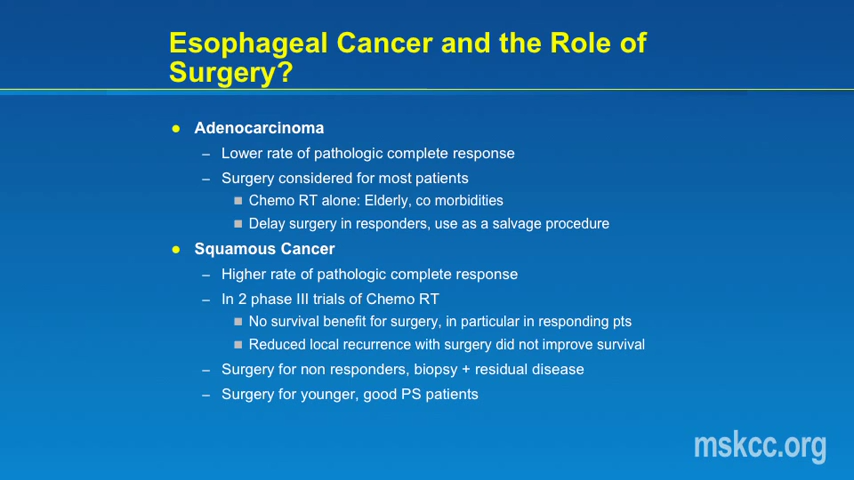 Esophageal Cancer and the Role of
Surgery?
Adenocarcinoma
– Lower rate of pathologic complete response
– Surgery considered for most patients
Chemo RT alone: Elderly, co morbidities
Delay surgery in responders, use as a salvage procedure
Squamous Cancer
– Higher rate of pathologic complete response
– In 2 phase III trials of Chemo RT
No survival benefit for surgery, in particular in responding pts
Reduced local recurrence with surgery did not improve survival
– Surgery for non responders, biopsy + residual disease
– Surgery for younger, good PS patients
mskcc.org